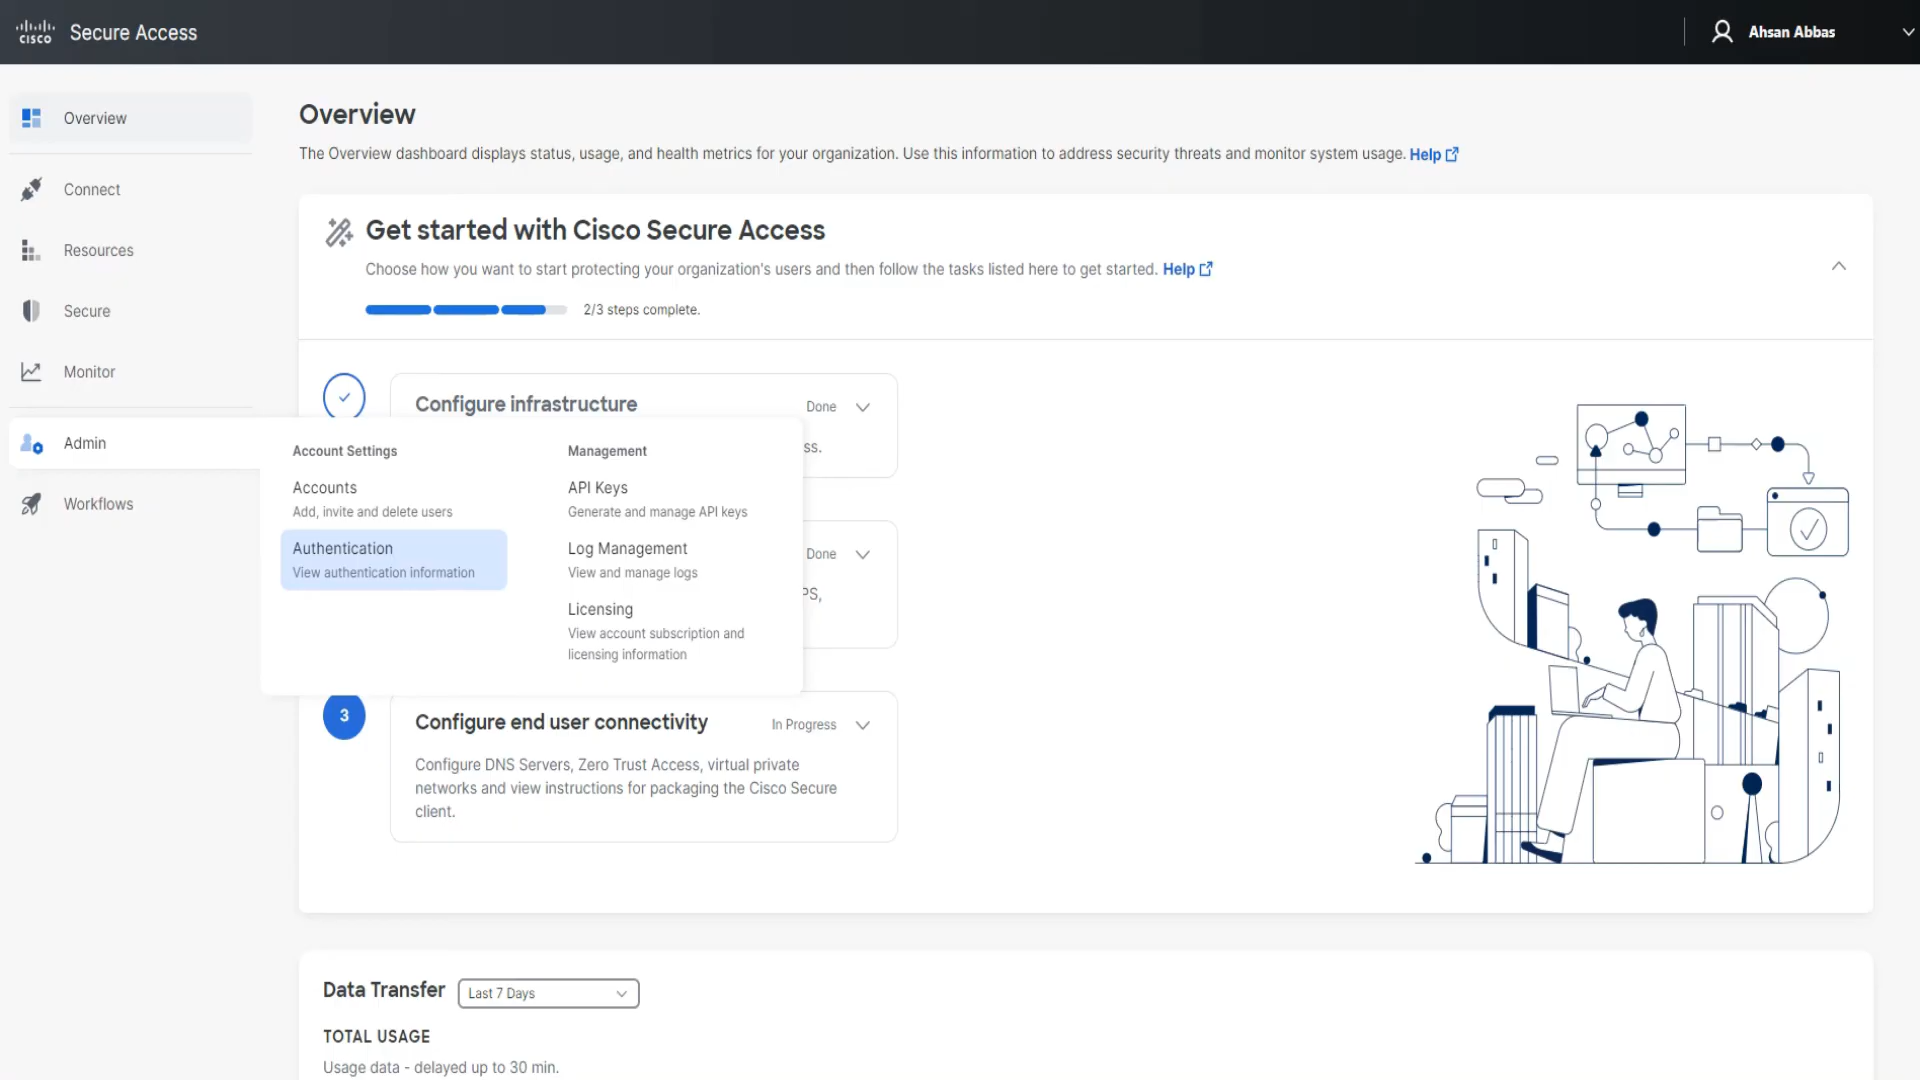 CISCO Secure Access
Ahsan Abbas
Overview
Connect
Resources
Secure
Monitor
Admin
Workflows
Overview
The Overview dashboard displays status, usage, and health metrics for your organization. Use this information to address security threats and monitor system usage. Help
Get started with Cisco Secure Access
Choose how you want to start protecting your organization's users and then follow the tasks listed here to get started. Help
2/3 steps complete.
Configure infrastructure
Done
ss.
Account Settings
Accounts
Add, invite and delete users
Authentication
View authentication information
Management
API Keys
Generate and manage API keys
Log Management
View and manage logs
Licensing
View account subscription and
licensing information
Done
PS,
3
Configure end user connectivity
In Progress
Configure DNS Servers, Zero Trust Access, virtual private
networks and view instructions for packaging the Cisco Secure
client.
Data Transfer
Last 7 Days
TOTAL USAGE
Usage data - delayed up to 30 min.